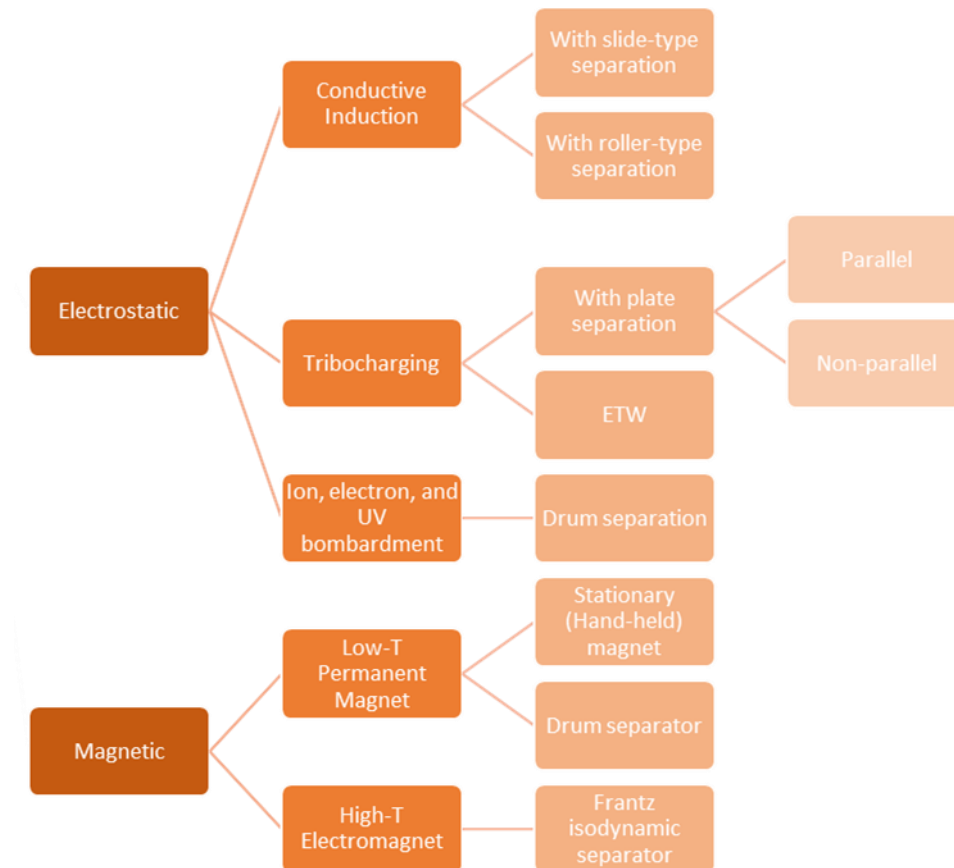 With slide-type
separation
Conductive
Induction
With roller-type
separation
Parallel
With plate
separation
Electrostatic
Tribocharging
Non-parallel
ETW
Ion, electron, and
UV
bombardment
Drum separation
Stationary
(Hand-held)
magnet
Low-T
Permanent
Magnet
Drum separator
Magnetic
High-T
Electromagnet
Frantz
isodynamic
separator